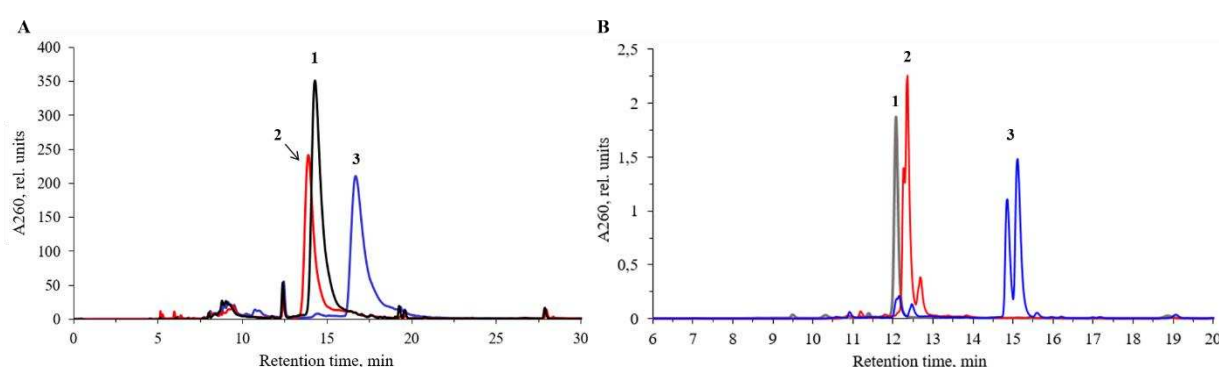 A
400
350
300
250
200
150
100
50
0
A260, rel. units
1
2
3
0 5 10 15 20 25 30
Retention time, min
B
2,5
2
1,5
1
0,5
0
A260, rel. units
1
2
3
6 7 8 9 10 11 12 13 14 15 16 17 18 19 20
Retention time, min